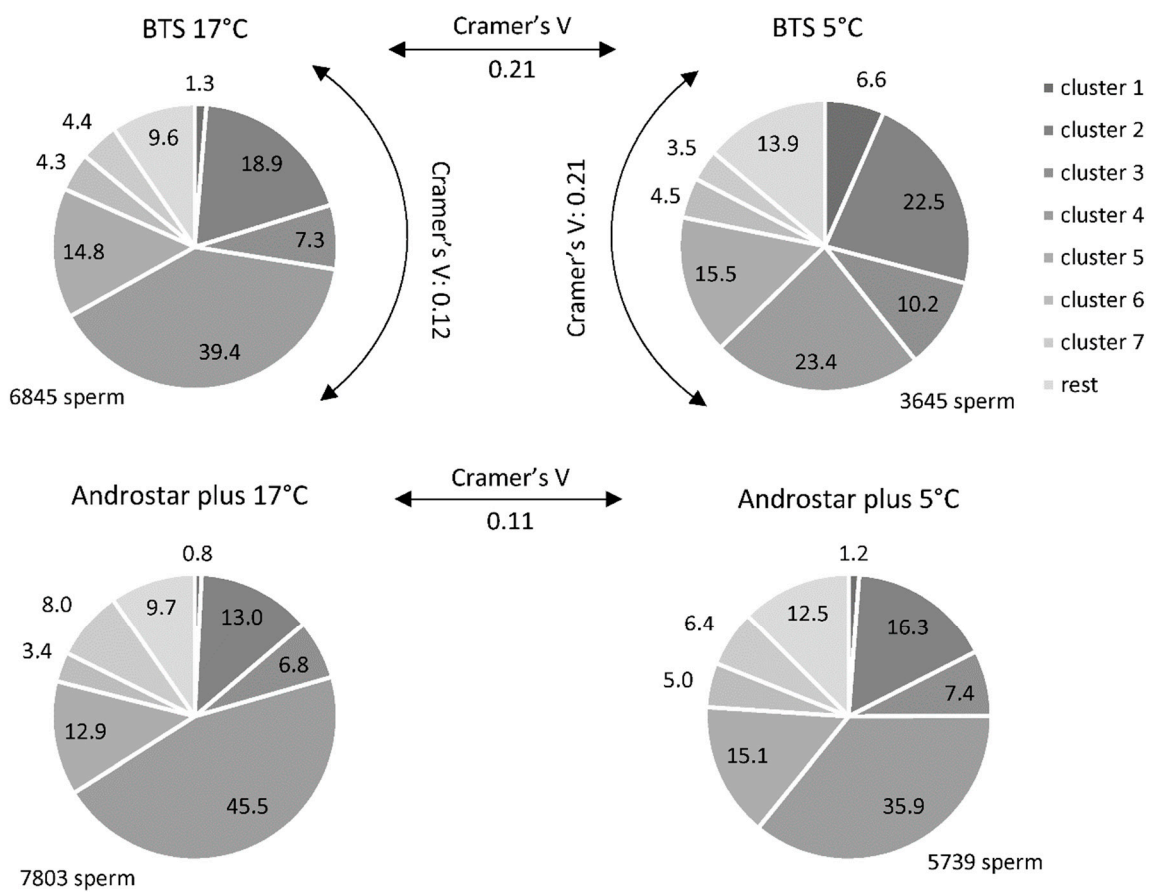 BTS 17°C
Cramer's V
0.21
BTS 5°C
1.3
18.9
7.3
39.4
14.8
4.3
4.4
9.6
6845 sperm
Cramer's V: 0.12
Cramer's V: 0.21
6.6
22.5
10.2
23.4
15.5
4.5
3.5
13.9
3645 sperm
cluster 1
cluster 2
cluster 3
cluster 4
cluster 5
cluster 6
cluster 7
rest
Androstar plus 17°C
Cramer's V
0.11
Androstar plus 5°C
0.8
13.0
6.8
45.5
12.9
3.4
8.0
9.7
7803 sperm
1.2
16.3
7.4
35.9
15.1
5.0
6.4
12.5
5739 sperm